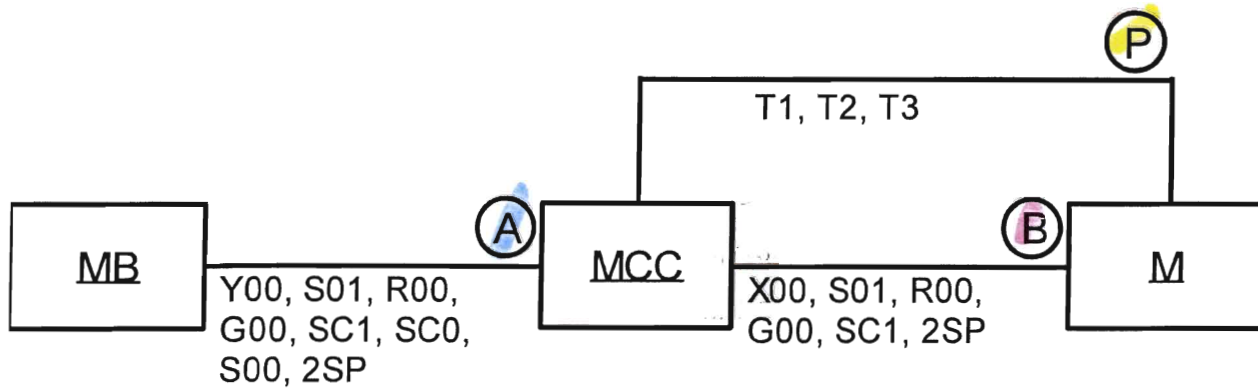 P
T1, T2, T3
A
B
MB
MCC
M
Y00, S01, R00,
G00, SC1, SC0,
S00, 2SP
X00, S01, R00,
G00, SC1, 2SP